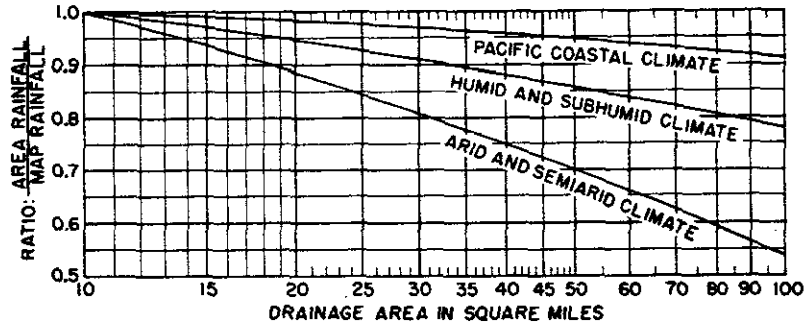 RATIO: AREA RAINFALL
MAP RAINFALL
1.0
0.9
0.8
0.7
0.6
0.5
PACIFIC COASTAL CLIMATE
HUMID AND SUBHUMID CLIMATE
ARID AND SEMIARID CLIMATE
10 15 20 25 30 35 40 45 50 60 70 80 90 100
DRAINAGE AREA IN SQUARE MILES